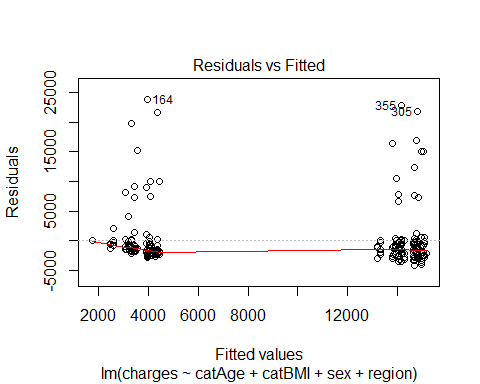 Residuals vs Fitted
25000
15000
5000
-5000
Residuals
164
355
305
2000 4000 6000 8000 12000
Fitted values
lm(charges ~ catAge + catBMI + sex + region)